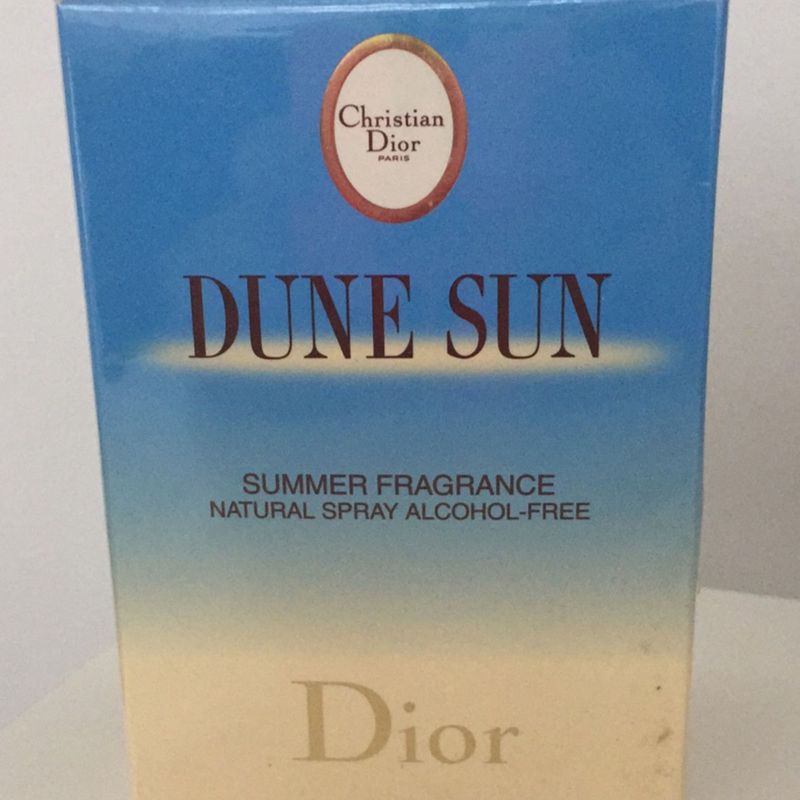 Christian
Dior
PARIS
DUNE SUN
SUMMER FRAGRANCE
NATURAL SPRAY ALCOHOL-FREE
Dior